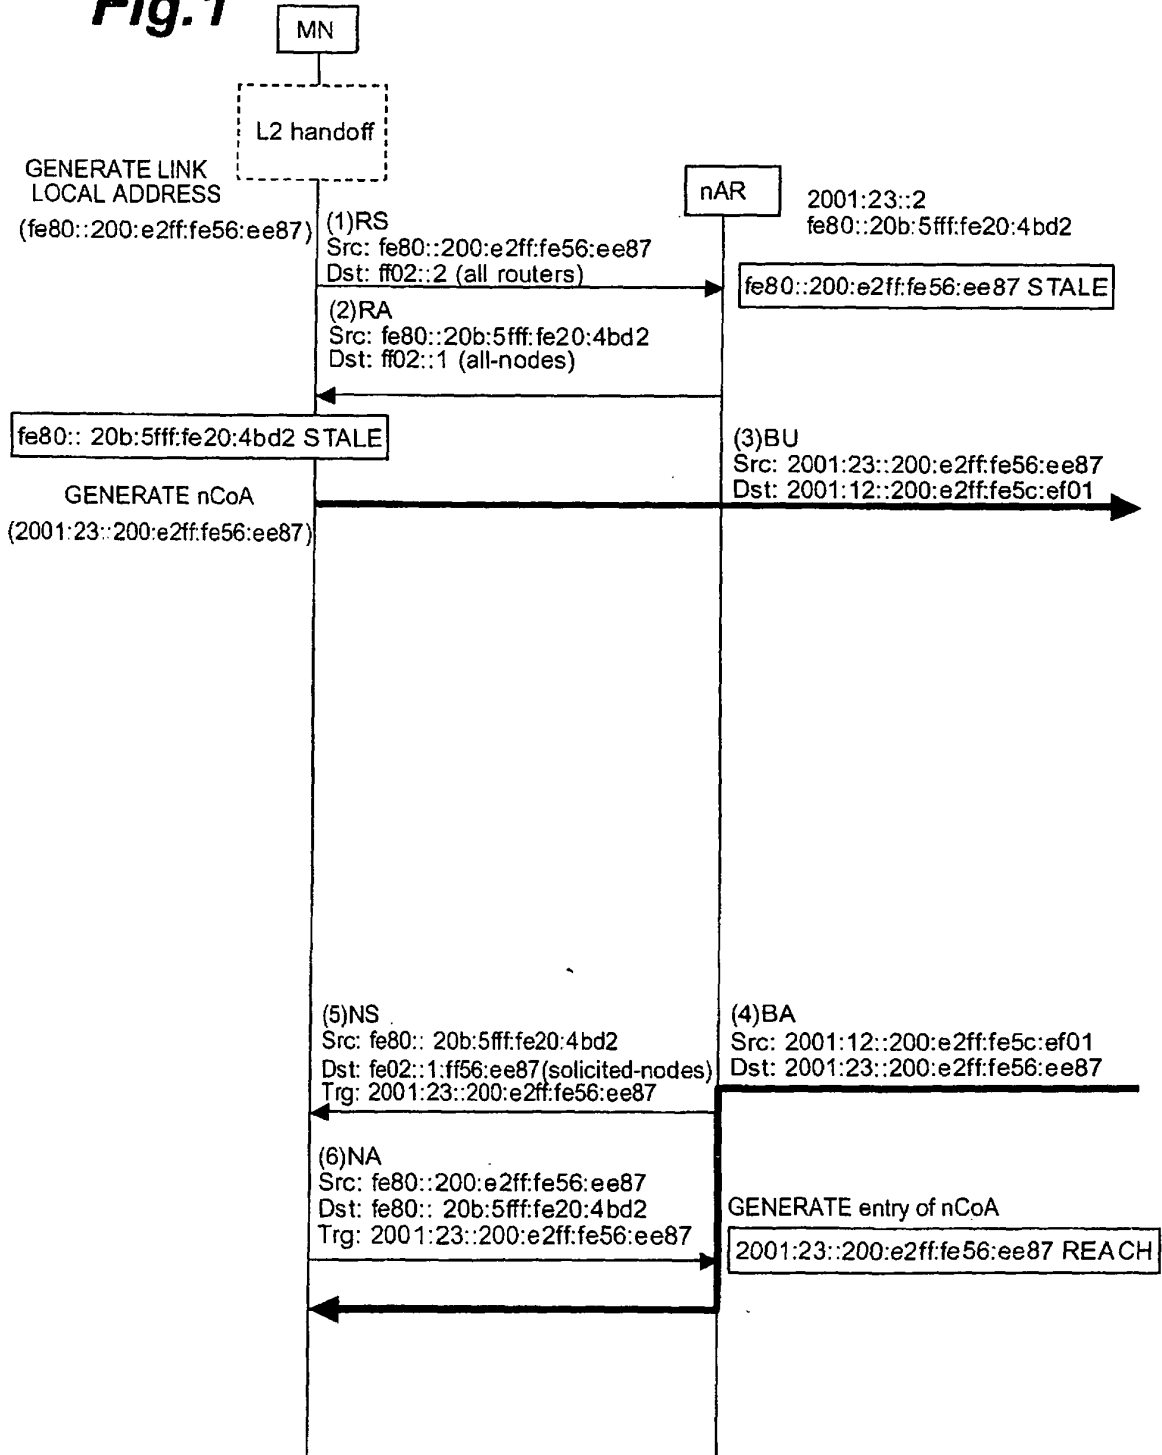 Fig.1
MN
L2 handoff
GENERATE LINK
LOCAL ADDRESS
(fe80::200:e2ff:fe56:ee87)
nAR
2001:23::2
fe80::20b:5fff:fe20:4bd2
(1)RS
Src: fe80::200:e2ff:fe56:ee87
Dst: ff02::2 (all routers)
fe80::200:e2ff:fe56:ee87 STALE
(2)RA
Src: fe80::20b:5fff:fe20:4bd2
Dst: ff02::1 (all-nodes)
fe80:: 20b:5fff:fe20:4bd2 STALE
(3)BU
Src: 2001:23::200:e2ff:fe56:ee87
Dst: 2001:12::200:e2ff:fe5c:ef01
GENERATE nCoA
(2001:23::200:e2ff:fe56:ee87)
(5)NS
Src: fe80:: 20b:5fff:fe20:4bd2
Dst: fe02::1:ff56:ee87(solicited-nodes)
Trg: 2001:23::200:e2ff:fe56:ee87
(4)BA
Src: 2001:12::200:e2ff:fe5c:ef01
Dst: 2001:23::200:e2ff:fe56:ee87
(6)NA
Src: fe80::200:e2ff:fe56:ee87
Dst: fe80:: 20b:5fff:fe20:4bd2
Trg: 2001:23::200:e2ff:fe56:ee87
GENERATE entry of nCoA
2001:23::200:e2ff:fe56:ee87 REACH